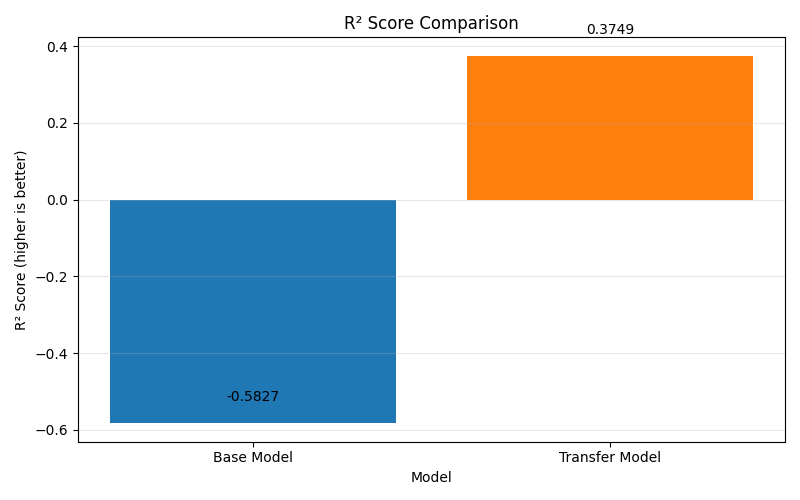 R² Score Comparison
0.3749
0.4
0.2
0.0
−0.2
−0.4
−0.6
R² Score (higher is better)
-0.5827
Base Model
Transfer Model
Model